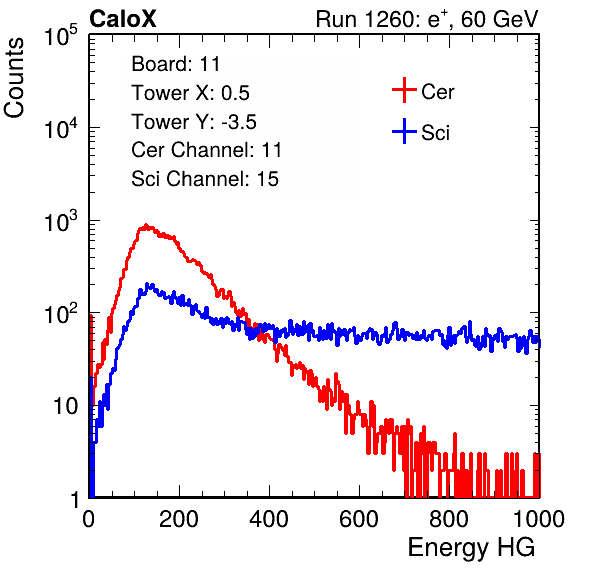 CaloX Run 1260: e⁺, 60 GeV
Counts
Board: 11
Tower X: 0.5
Tower Y: -3.5
Cer Channel: 11
Sci Channel: 15
Cer
Sci
10⁵
10⁴
10³
10²
10
1
0 200 400 600 800 1000
Energy HG